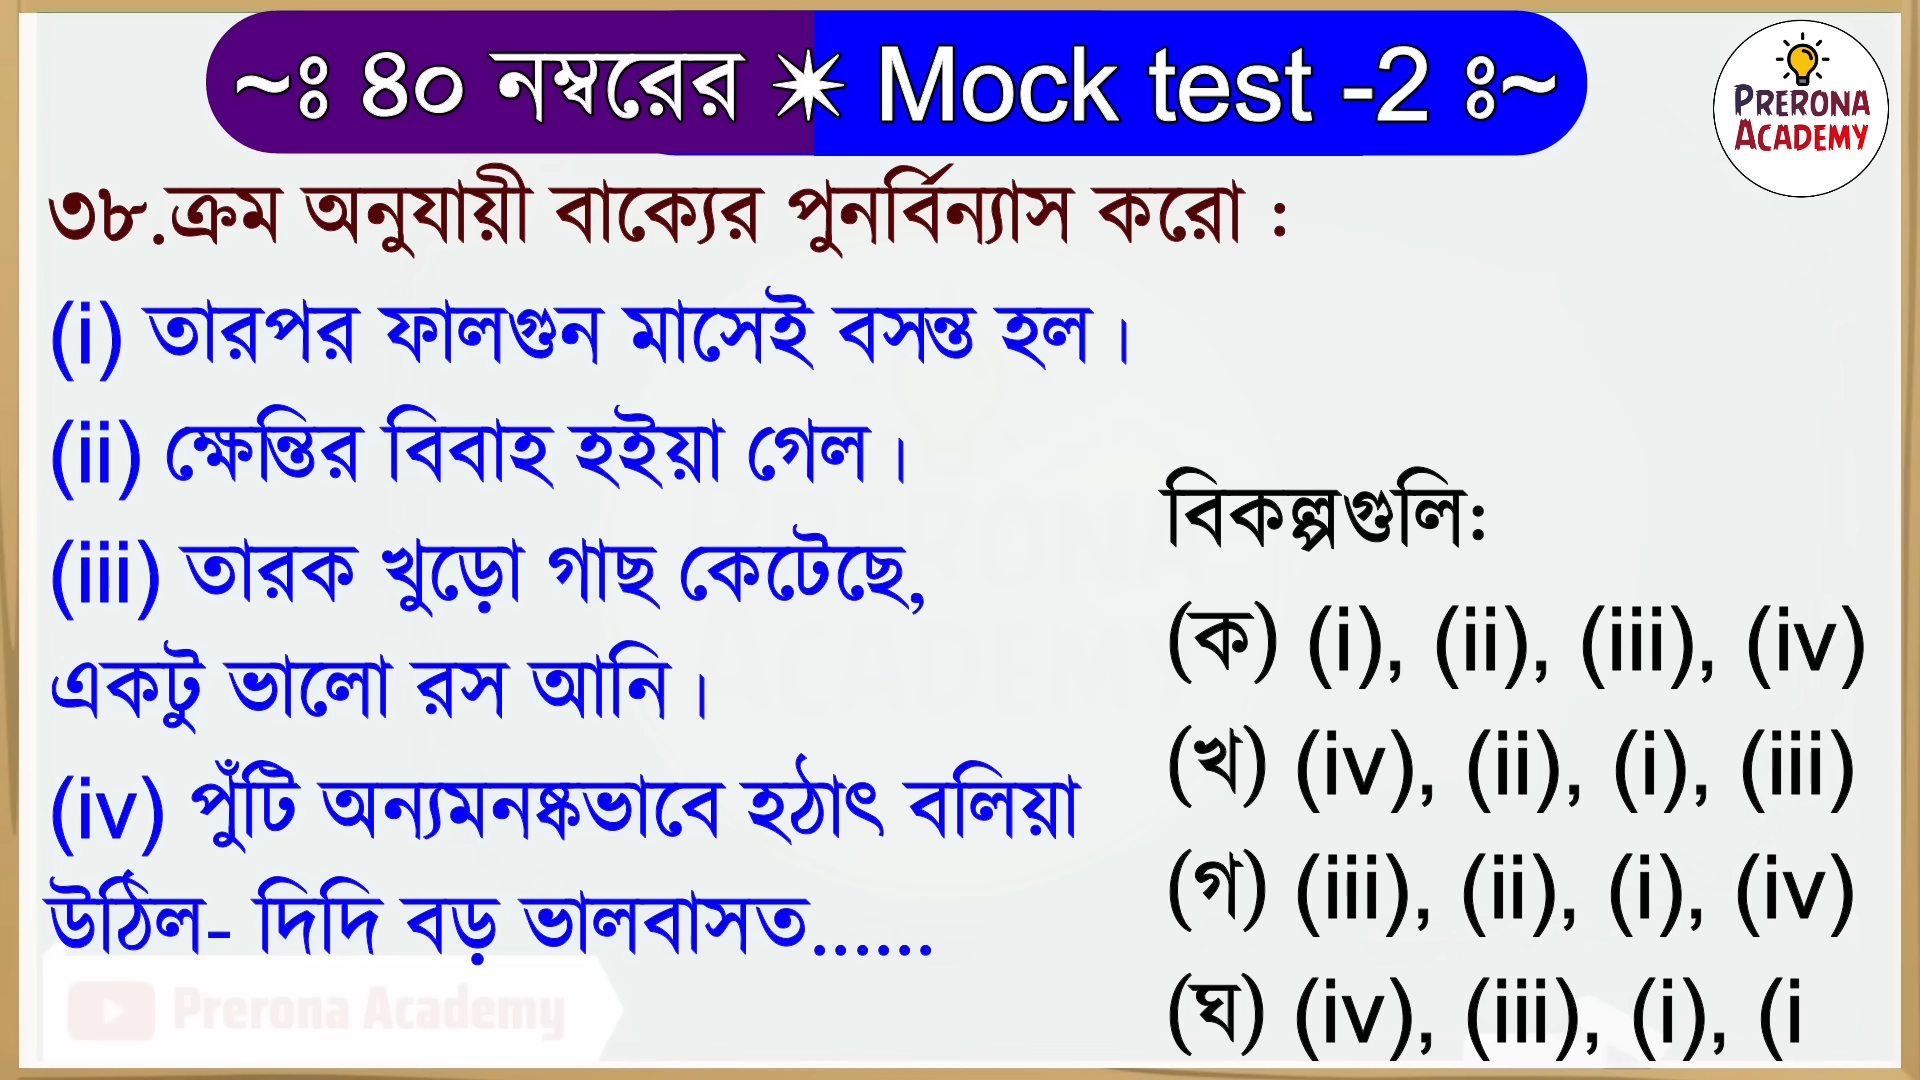 ~ঃ ৪০ নম্বরের ✴ Mock test -2 ঃ~
PRERONA
ACADEMY
৩৮.ক্রম অনুযায়ী বাক্যের পুনর্বিন্যাস করো :
(i) তারপর ফালগুন মাসেই বসন্ত হল।
(ii) ক্ষেন্তির বিবাহ হইয়া গেল।
(iii) তারক খুড়ো গাছ কেটেছে,
একটু ভালো রস আনি।
(iv) পুঁটি অন্যমনষ্কভাবে হঠাৎ বলিয়া
উঠিল- দিদি বড় ভালবাসত......
বিকল্পগুলি:
(ক) (i), (ii), (iii), (iv)
(খ) (iv), (ii), (i), (iii)
(গ) (iii), (ii), (i), (iv)
(ঘ) (iv), (iii), (i), (i
Prerona Academy